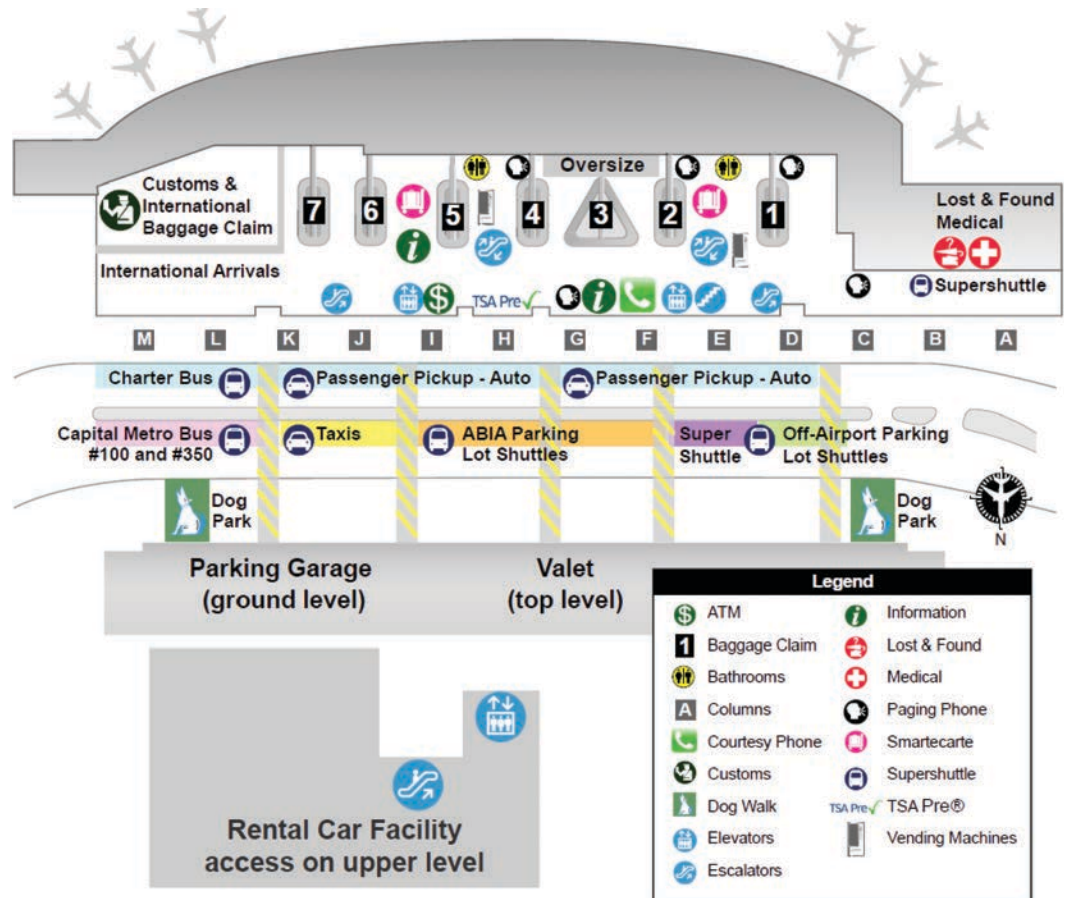 Oversize
Customs &
International
Baggage Claim
7
6
5
4
3
2
1
Lost & Found
Medical
International Arrivals
Supershuttle
TSA Pre
M
L
K
J
I
H
G
F
E
D
C
B
A
Charter Bus
Passenger Pickup - Auto
Passenger Pickup - Auto
Capital Metro Bus
#100 and #350
Taxis
ABIA Parking
Lot Shuttles
Super
Shuttle
Off-Airport Parking
Lot Shuttles
Dog
Park
Dog
Park
N
Parking Garage
(ground level)
Valet
(top level)
Rental Car Facility
access on upper level
Legend
$ ATM
1 Baggage Claim
Bathrooms
A Columns
Courtesy Phone
Customs
Dog Walk
Elevators
Escalators
i Information
Lost & Found
Medical
Paging Phone
Smartecarte
Supershuttle
TSA Pre TSA Pre®
Vending Machines